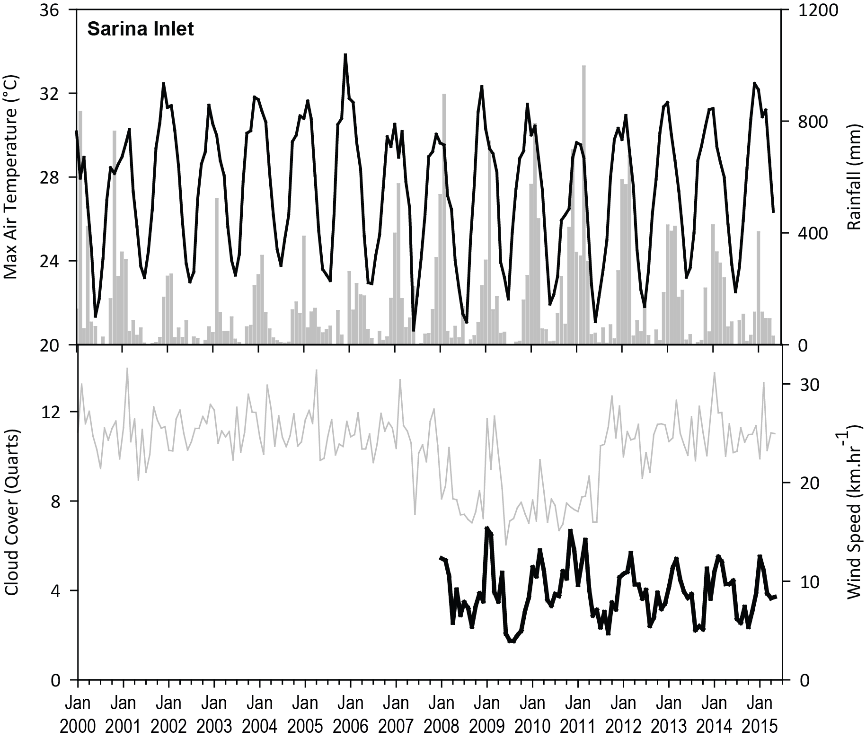 Sarina Inlet
Max Air Temperature (°C)
36
32
28
24
20
1200
800
400
0
Rainfall (mm)
Cloud Cover (Quarts)
12
8
4
0
30
20
10
0
Wind Speed (km.hr-1)
Jan Jan Jan Jan Jan Jan Jan Jan Jan Jan Jan Jan Jan Jan Jan Jan
2000 2001 2002 2003 2004 2005 2006 2007 2008 2009 2010 2011 2012 2013 2014 2015